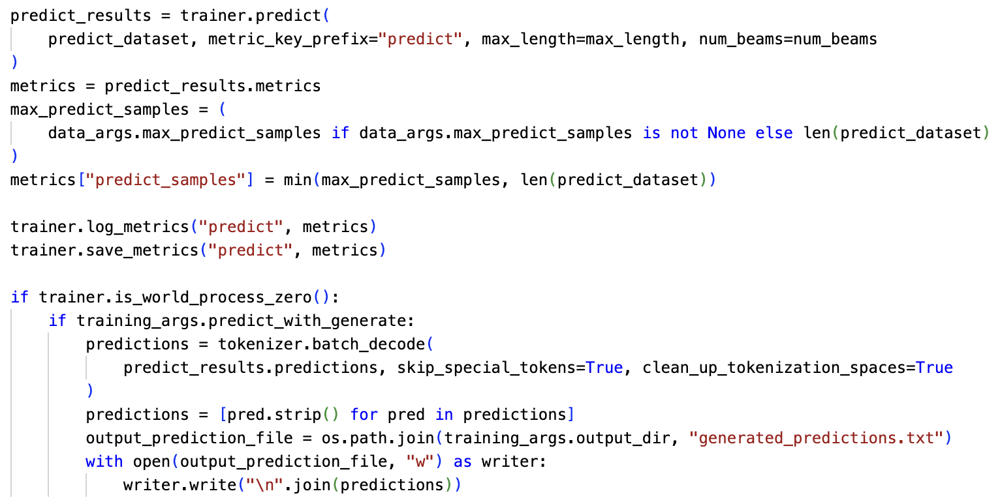 predict_results = trainer.predict(
    predict_dataset, metric_key_prefix="predict", max_length=max_length, num_beams=num_beams
)
metrics = predict_results.metrics
max_predict_samples = (
    data_args.max_predict_samples if data_args.max_predict_samples is not None else len(predict_dataset)
)
metrics["predict_samples"] = min(max_predict_samples, len(predict_dataset))

trainer.log_metrics("predict", metrics)
trainer.save_metrics("predict", metrics)

if trainer.is_world_process_zero():
    if training_args.predict_with_generate:
        predictions = tokenizer.batch_decode(
            predict_results.predictions, skip_special_tokens=True, clean_up_tokenization_spaces=True
        )
        predictions = [pred.strip() for pred in predictions]
        output_prediction_file = os.path.join(training_args.output_dir, "generated_predictions.txt")
        with open(output_prediction_file, "w") as writer:
            writer.write("\n".join(predictions))